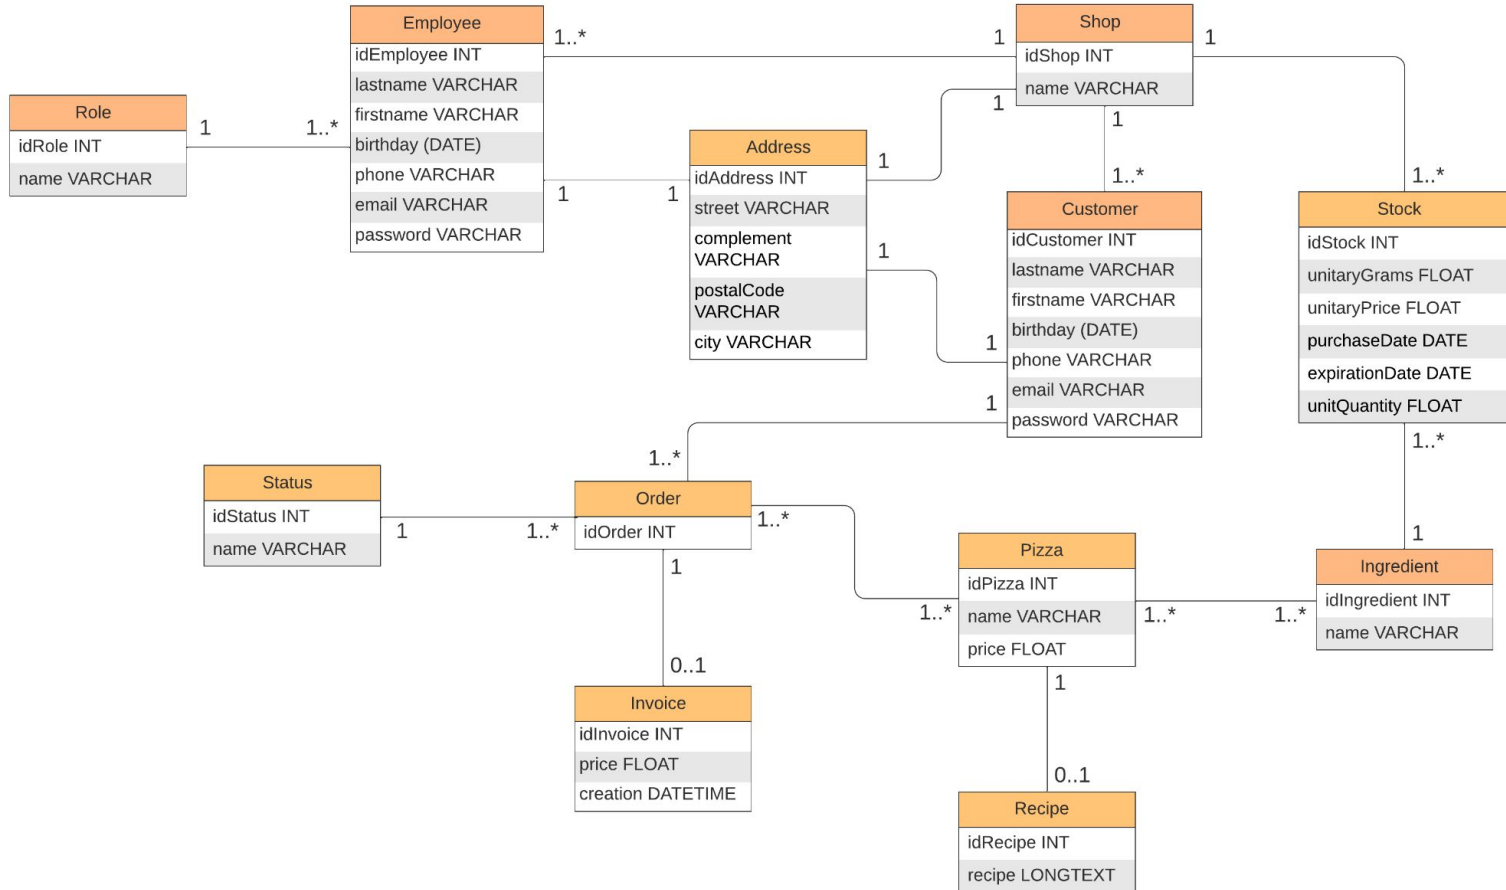 Role
idRole INT
name VARCHAR
1
1..*
Employee
idEmployee INT
lastname VARCHAR
firstname VARCHAR
birthday (DATE)
phone VARCHAR
email VARCHAR
password VARCHAR
1..*
1
1
1
Address
idAddress INT
street VARCHAR
complement
VARCHAR
postalCode
VARCHAR
city VARCHAR
1
1
Shop
idShop INT
name VARCHAR
1
1
1
1..*
Customer
idCustomer INT
lastname VARCHAR
firstname VARCHAR
birthday (DATE)
phone VARCHAR
email VARCHAR
password VARCHAR
1
1
1..*
Stock
idStock INT
unitaryGrams FLOAT
unitaryPrice FLOAT
purchaseDate DATE
expirationDate DATE
unitQuantity FLOAT
1..*
1
Status
idStatus INT
name VARCHAR
1
1..*
1..*
Order
idOrder INT
1..*
1
0..1
Invoice
idInvoice INT
price FLOAT
creation DATETIME
1..*
Pizza
idPizza INT
name VARCHAR
price FLOAT
1..*
1..*
Ingredient
idIngredient INT
name VARCHAR
1
0..1
Recipe
idRecipe INT
recipe LONGTEXT